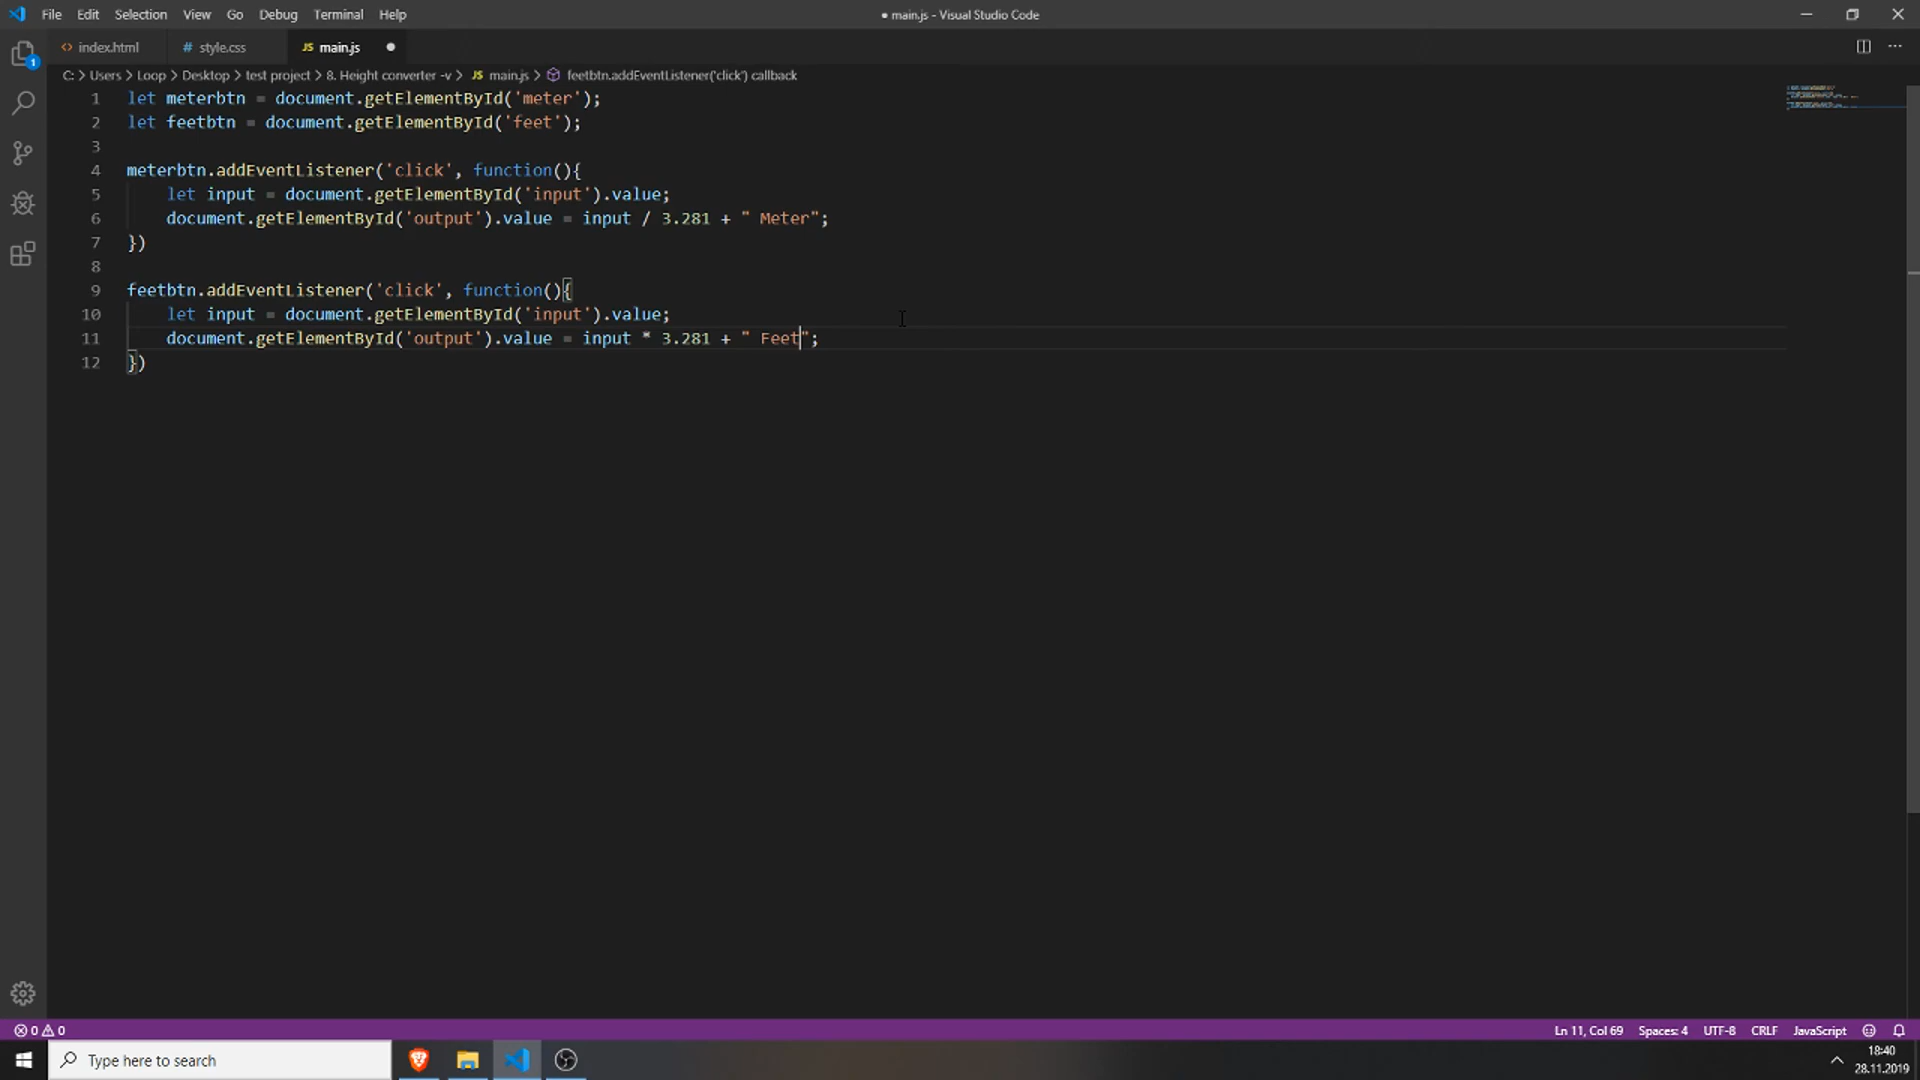 File Edit Selection View Go Debug Terminal Help
● main.js - Visual Studio Code
index.html
style.css
JS main.js ●
C: > Users > Loop > Desktop > test project > 8. Height converter -v > JS main.js > feetbtn.addEventListener('click') callback
1 let meterbtn = document.getElementById('meter');
2 let feetbtn = document.getElementById('feet');
3
4 meterbtn.addEventListener('click', function(){
5 let input = document.getElementById('input').value;
6 document.getElementById('output').value = input / 3.281 + " Meter";
7 })
8
9 feetbtn.addEventListener('click', function(){
10 let input = document.getElementById('input').value;
11 document.getElementById('output').value = input * 3.281 + " Feet";
12 })
1
0 0
Ln 11, Col 69 Spaces: 4 UTF-8 CRLF JavaScript
Type here to search
18:40
28.11.2019